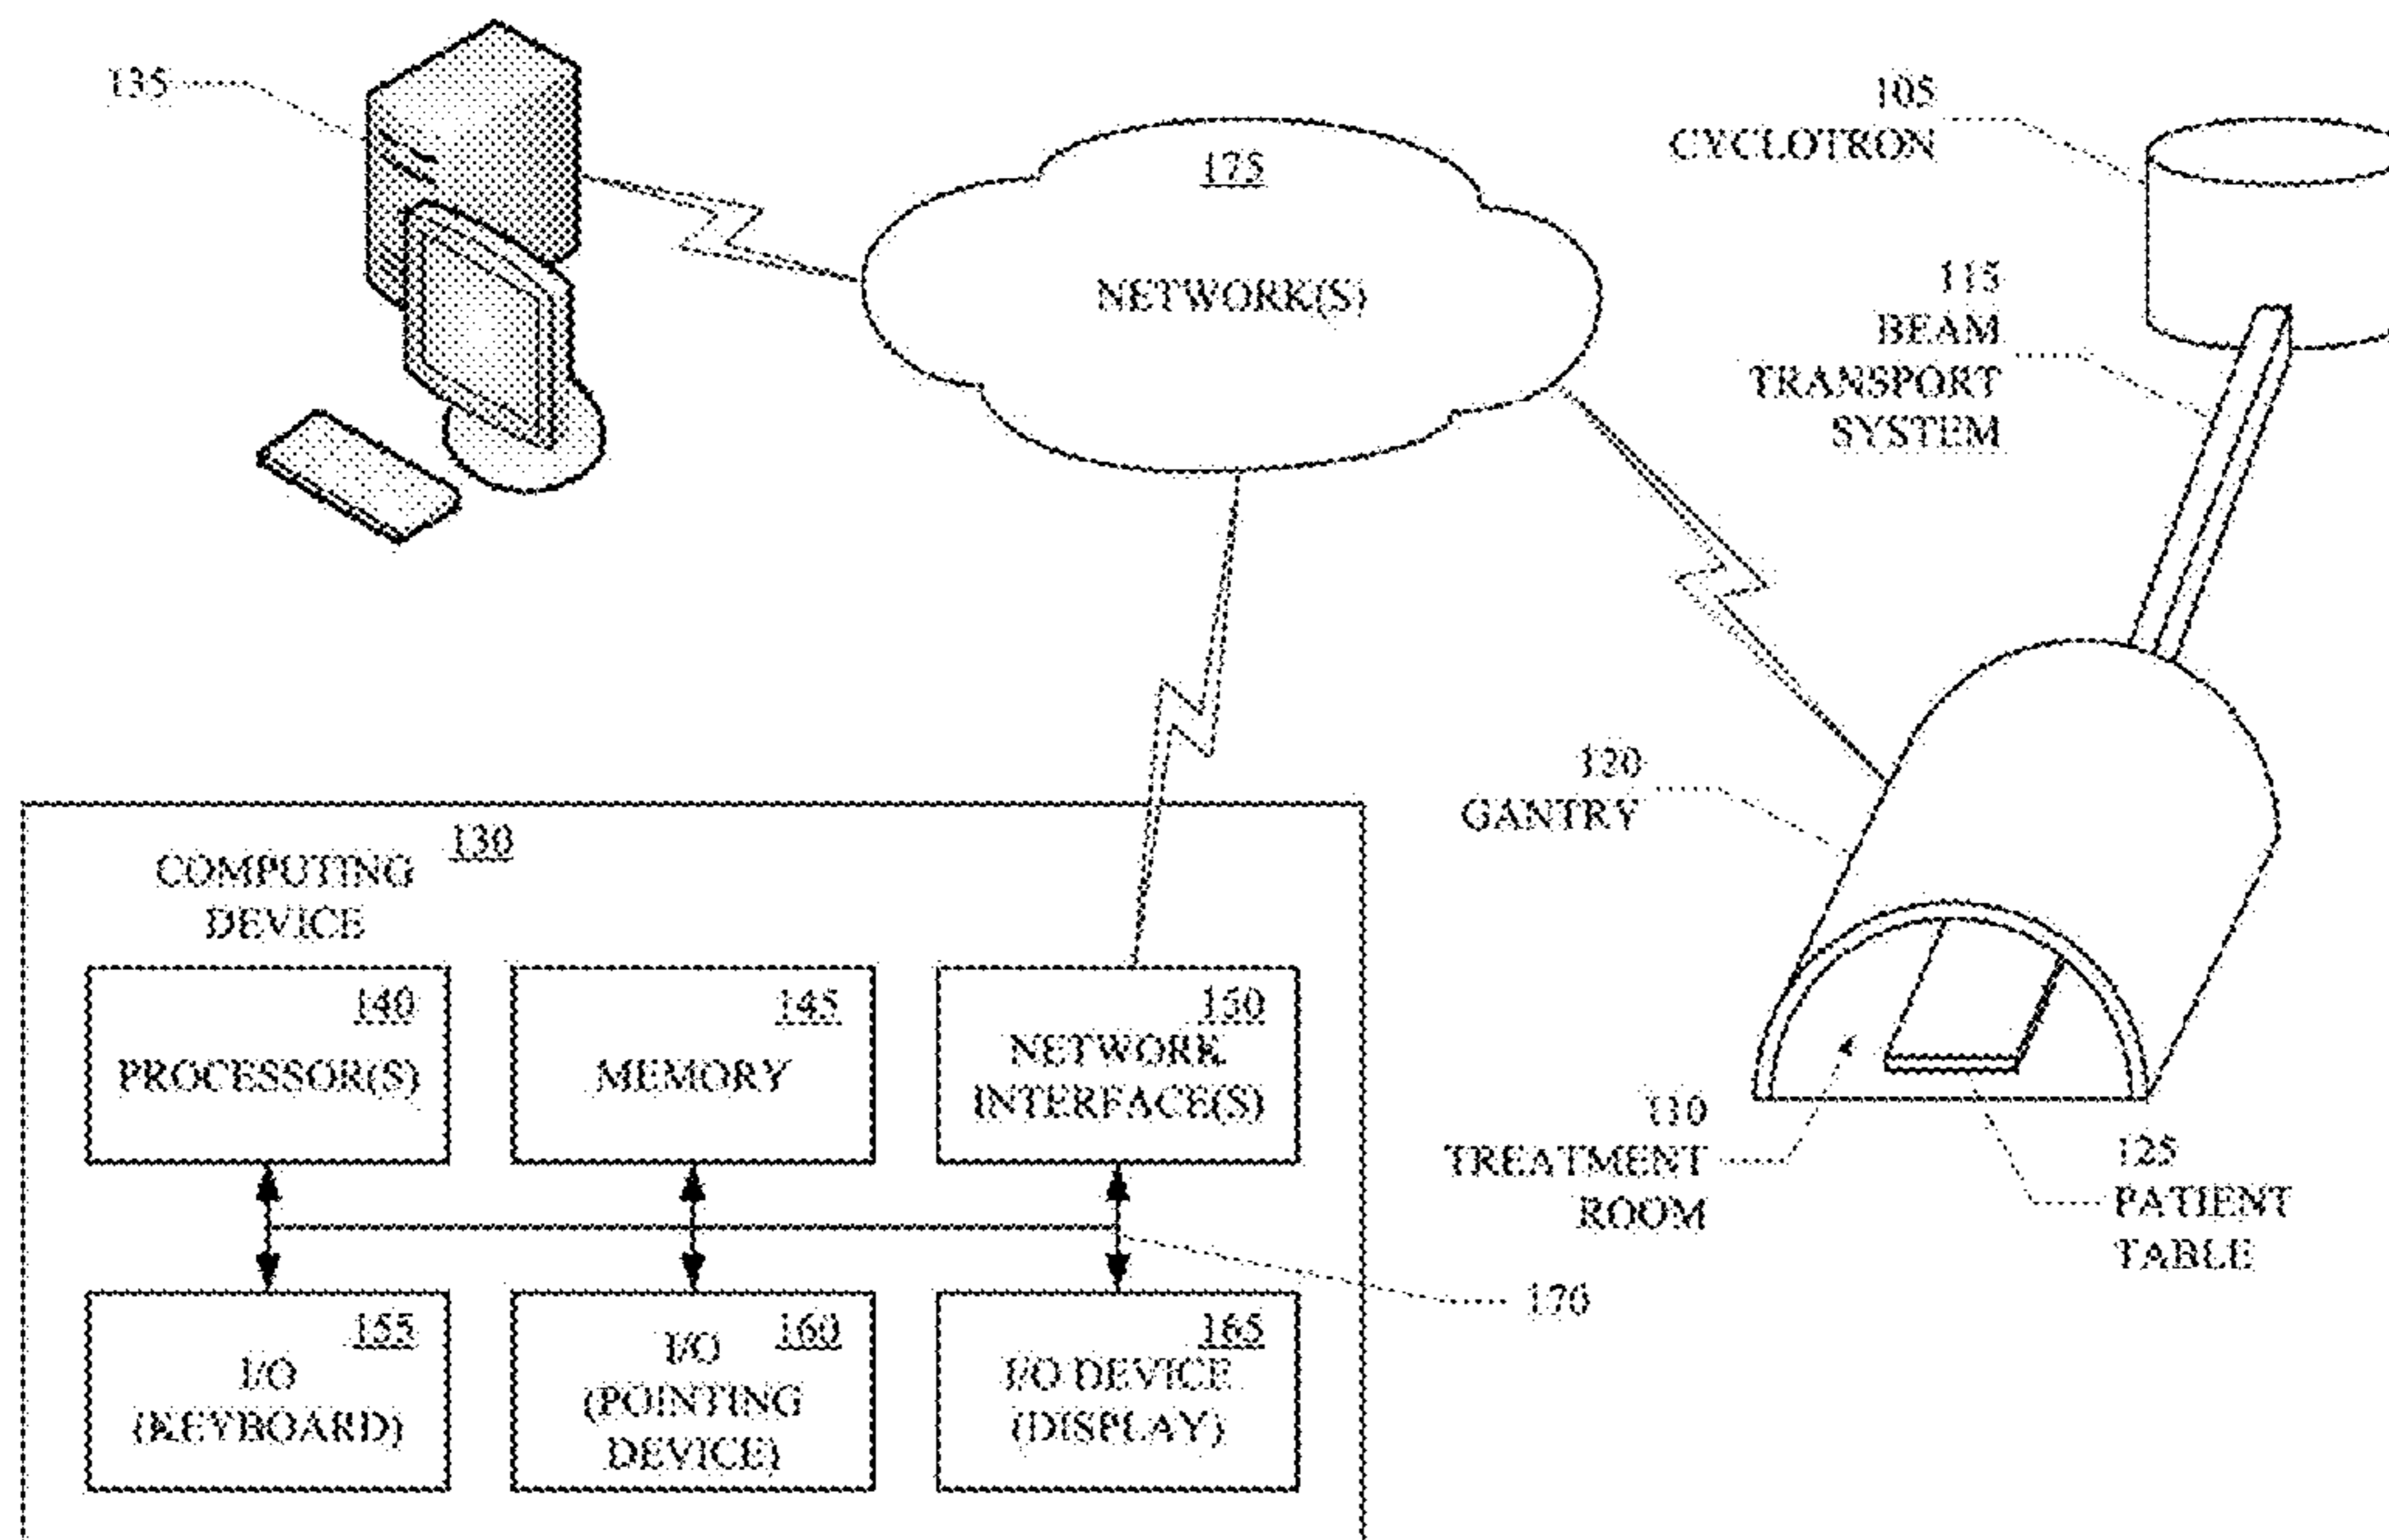 135
175
NETWORK(S)
105
CYCLOTRON
115
BEAM
TRANSPORT
SYSTEM
120
GANTRY
110
TREATMENT
ROOM
125
PATIENT
TABLE
130
COMPUTING
DEVICE
140
PROCESSOR(S)
145
MEMORY
150
NETWORK
INTERFACE(S)
155
I/O
(KEYBOARD)
160
I/O
(POINTING
DEVICE)
165
I/O DEVICE
(DISPLAY)
170